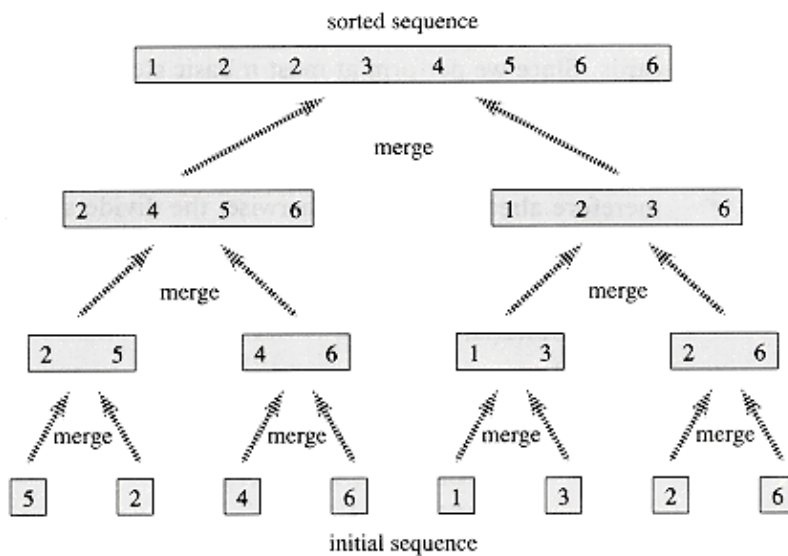 sorted sequence
1 2 2 3 4 5 6 6
merge
2 4 5 6
1 2 3 6
merge
merge
2 5
4 6
1 3
2 6
merge
merge
merge
merge
5
2
4
6
1
3
2
6
initial sequence